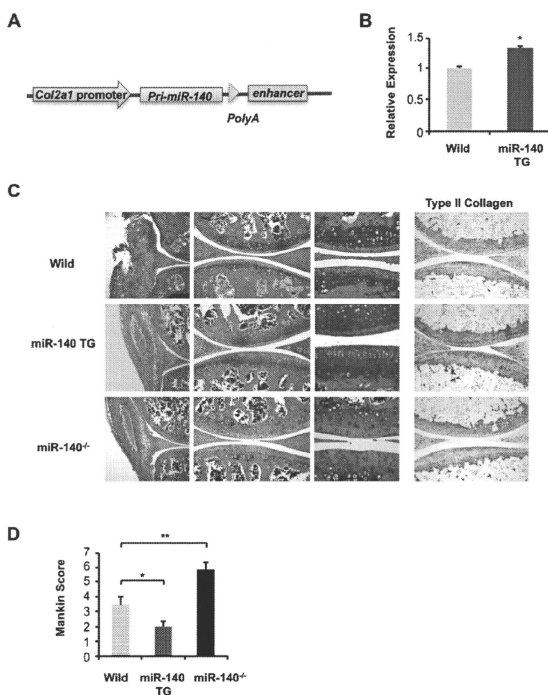 A
Col2a1 promoter
Pri-miR-140
enhancer
PolyA
B
Relative Expression
1.5
1
0.5
0
*
Wild
miR-140
TG
C
Type II Collagen
Wild
miR-140 TG
miR-140-/-
D
Mankin Score
7
6
5
4
3
2
1
0
**
*
Wild
miR-140
TG
miR-140-/-